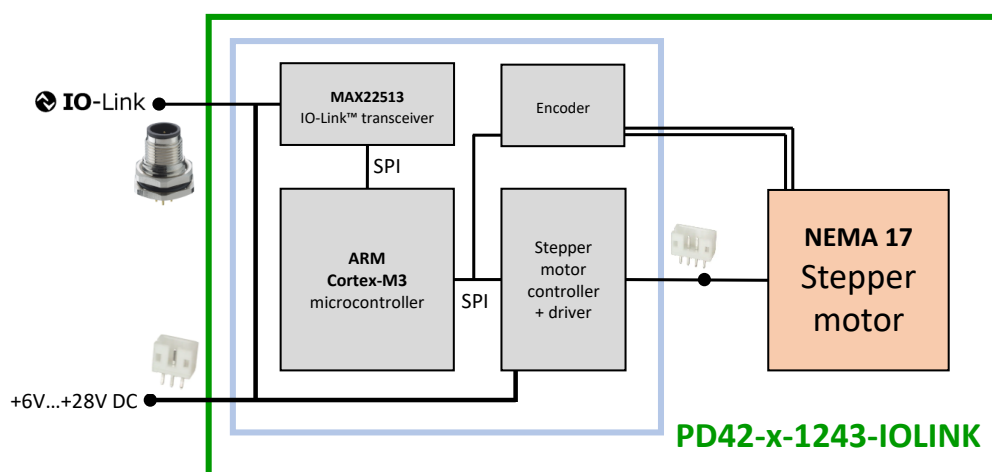 IO-Link
MAX22513
IO-Link™ transceiver
Encoder
SPI
ARM
Cortex-M3
microcontroller
SPI
Stepper
motor
controller
+ driver
NEMA 17
Stepper
motor
+6V...+28V DC
PD42-x-1243-IOLINK